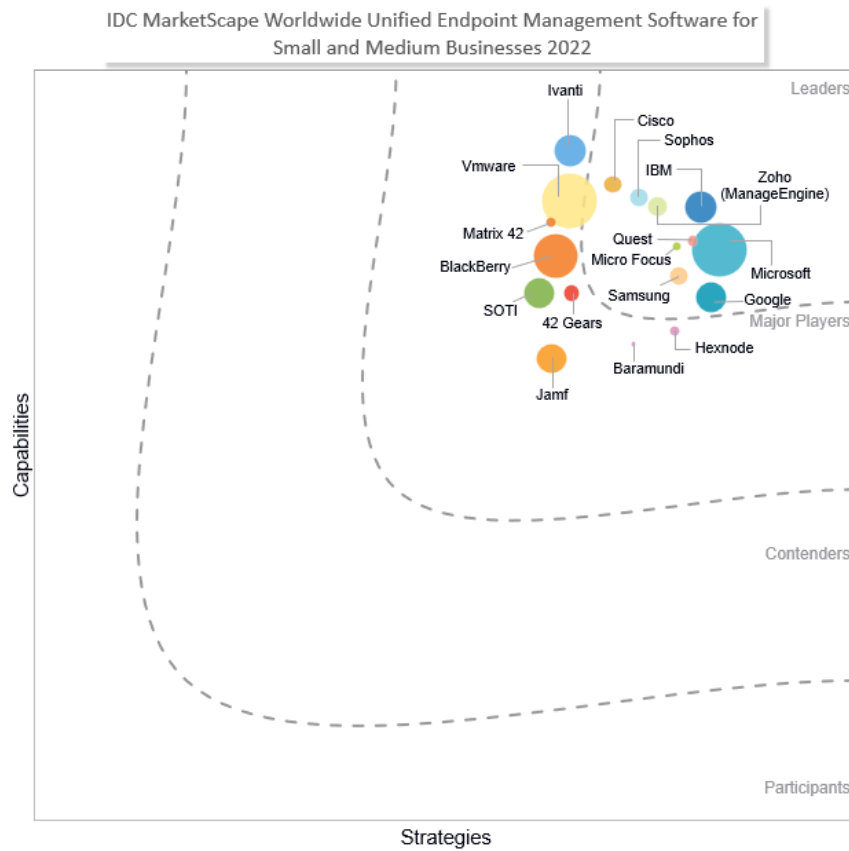 IDC MarketScape Worldwide Unified Endpoint Management Software for
Small and Medium Businesses 2022
Leaders
Ivanti
Cisco
Sophos
Vmware
IBM
Zoho
(ManageEngine)
Matrix 42
Quest
Micro Focus
BlackBerry
Microsoft
Samsung
Google
SOTI
42 Gears
Major Players
Hexnode
Baramundi
Jamf
Capabilities
Contenders
Participants
Strategies